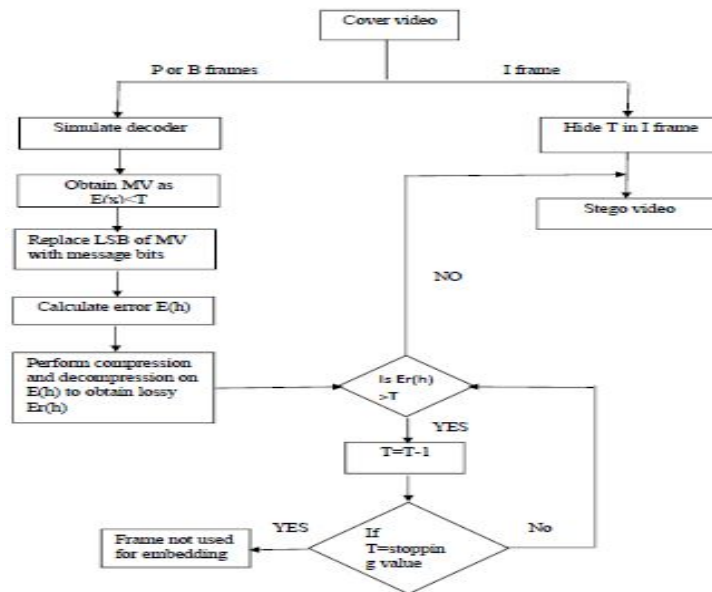 Cover video
P or B frames
I frame
Simulate decoder
Hide T in I frame
Obtain MV as
E(x)<T
Stego video
Replace LSB of MV
with message bits
NO
Calculate error E(h)
Perform compression
and decompression on
E(h) to obtain lossy
Er(h)
Is Er(h)
>T
YES
T=T-1
YES
No
Frame not used
for embedding
If
T=stoppin
g value